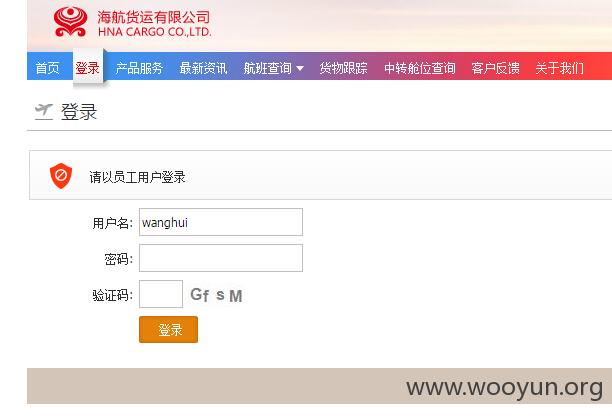 海航货运有限公司
HNA CARGO CO.,LTD.
首页 登录 产品服务 最新资讯 航班查询 货物跟踪 中转舱位查询 客户反馈 关于我们
登录
请以员工用户登录
用户名: wanghui
密码:
验证码: Gf s M
登录
www.wooyun.org